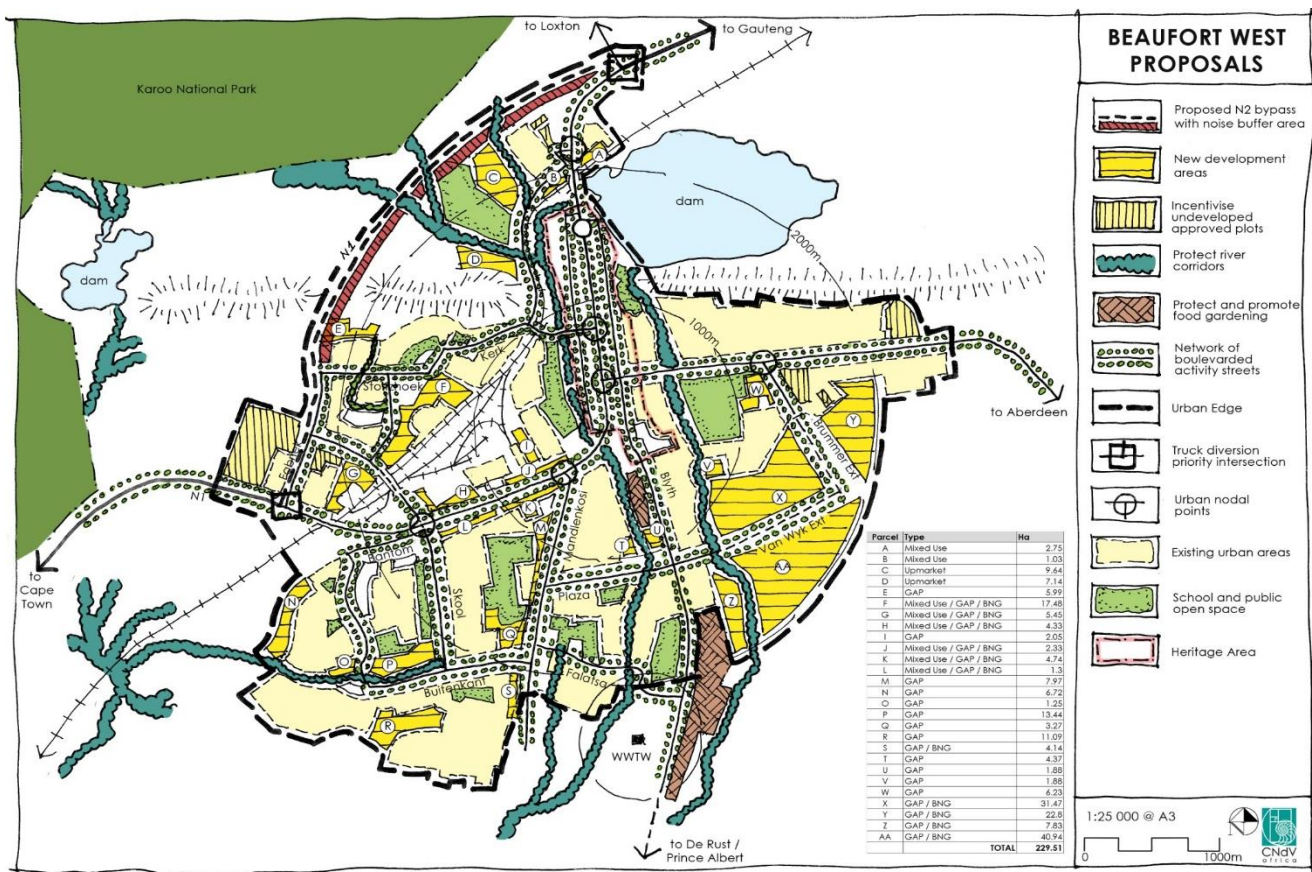 to Loxton
to Gauteng
Karoo National Park
A
B
C
dam
2000m
N1
D
dam
1000m
E
Kerk
Stolshoek
F
W
to Aberdeen
Y
Brummer Ext
I
J
G
V
N1
H
K
Blyth
X
L
M
Mandlenkosi
U
T
Van Wyk Ext
Bantom
to
Cape
Town
AA
N
Skool
Plaza
Z
Q
O
P
Buitenkant
Falatsa
S
R
WWTW
to De Rust /
Prince Albert
Parcel Type Ha
A Mixed Use 2.75
B Mixed Use 1.03
C Upmarket 9.64
D Upmarket 7.14
E GAP 5.99
F Mixed Use / GAP / BNG 17.48
G Mixed Use / GAP / BNG 5.45
H Mixed Use / GAP / BNG 4.33
I GAP 2.05
J Mixed Use / GAP / BNG 2.33
K Mixed Use / GAP / BNG 4.74
L Mixed Use / GAP / BNG 1.3
M GAP 7.97
N GAP 6.72
O GAP 1.25
P GAP 13.44
Q GAP 3.27
R GAP 11.09
S GAP / BNG 4.14
T GAP 4.37
U GAP 1.88
V GAP 1.88
W GAP 6.23
X GAP / BNG 31.47
Y GAP / BNG 22.8
Z GAP / BNG 7.83
AA GAP / BNG 40.94
TOTAL 229.51
BEAUFORT WEST
PROPOSALS
Proposed N2 bypass
with noise buffer area
New development
areas
Incentivise
undeveloped
approved plots
Protect river
corridors
Protect and promote
food gardening
Network of
boulevarded
activity streets
Urban Edge
Truck diversion
priority intersection
Urban nodal
points
Existing urban areas
School and public
open space
Heritage Area
1:25 000 @ A3
0 1000m
CNdV
africa